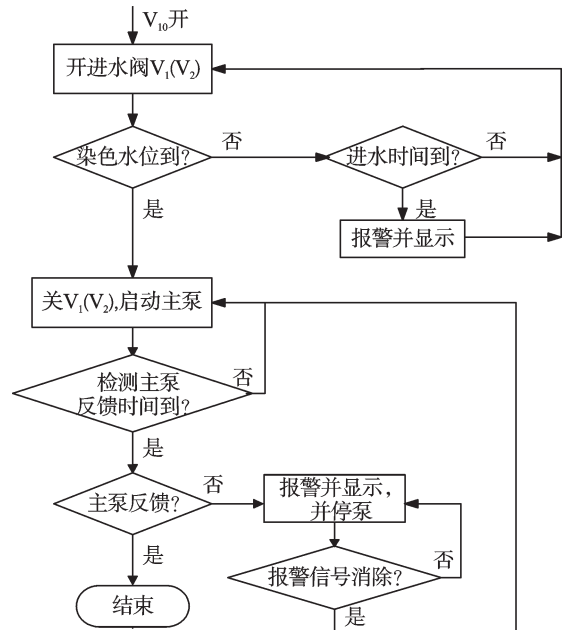 V₁₀开
开进水阀V₁(V₂)
染色水位到?
否
进水时间到?
否
是
是
报警并显示
关V₁(V₂),启动主泵
检测主泵
反馈时间到?
否
是
主泵反馈?
否
报警并显示，
并停泵
是
报警信号消除?
否
结束
是